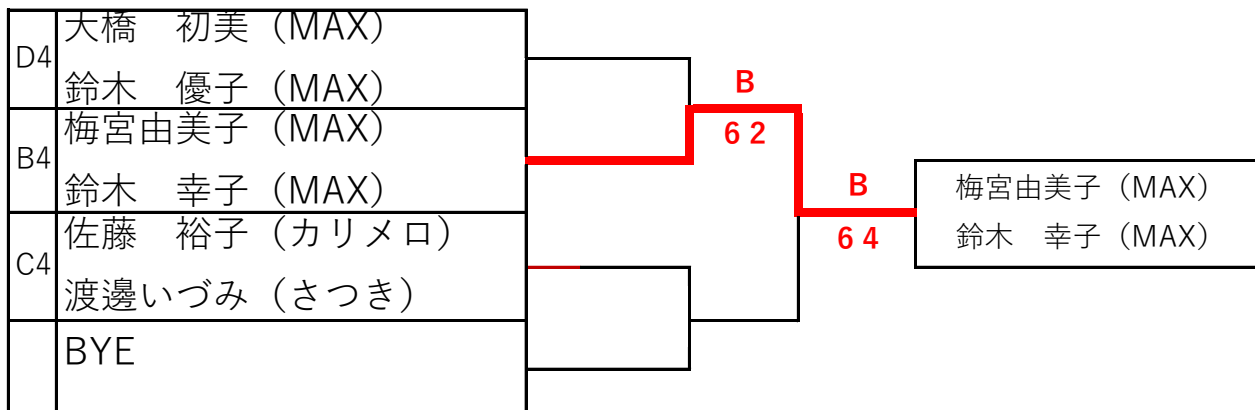 D4
大橋　初美（MAX）
鈴木　優子（MAX）
B4
梅宮由美子（MAX）
鈴木　幸子（MAX）
C4
佐藤　裕子（カリメロ）
渡邊いづみ（さつき）
BYE
B
6 2
B
6 4
梅宮由美子（MAX）
鈴木　幸子（MAX）